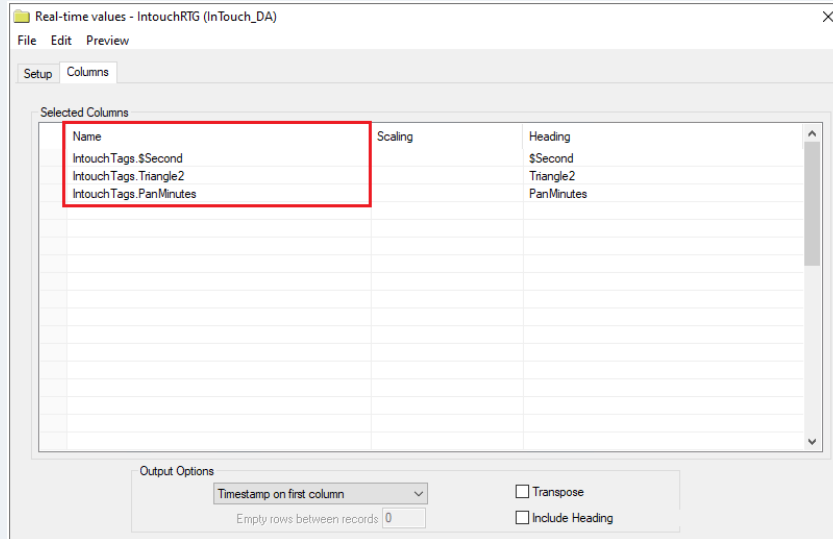 Real-time values - IntouchRTG (InTouch_DA)
File Edit Preview
Setup Columns
Selected Columns
Name Scaling Heading
IntouchTags.$Second $Second
IntouchTags.Triangle2 Triangle2
IntouchTags.PanMinutes PanMinutes
Output Options
Timestamp on first column Transpose
Empty rows between records 0 Include Heading